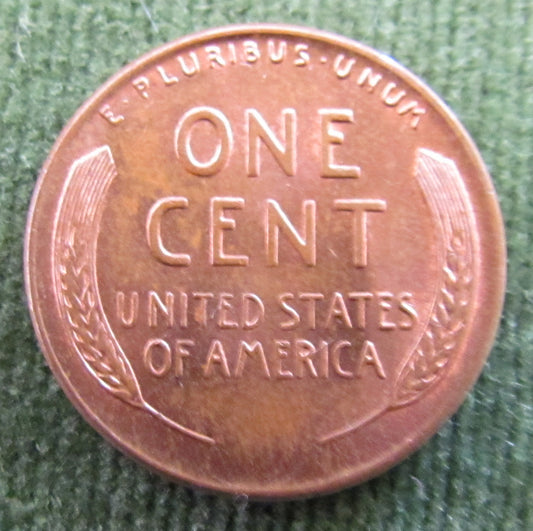 E·PLURIBUS·UNUM
ONE
CENT
UNITED STATES
OF AMERICA